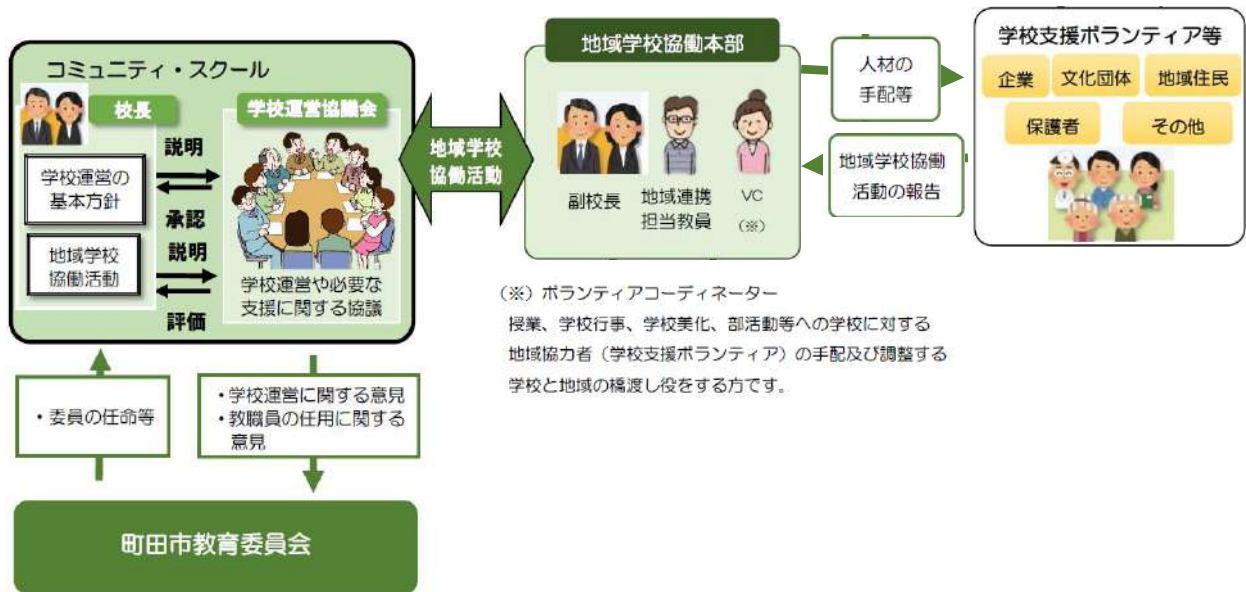 コミュニティ・スクール
校長
学校運営協議会
説明
学校運営の
基本方針
承認
説明
地域学校
協働活動
評価
学校運営や必要な
支援に関する協議
地域学校
協働活動
地域学校協働本部
副校長
地域連携
担当教員
VC
(※)
人材の
手配等
地域学校協働
活動の報告
学校支援ボランティア等
企業
文化団体
地域住民
保護者
その他
(※)ボランティアコーディネーター
授業、学校行事、学校美化、部活動等への学校に対する
地域協力者(学校支援ボランティア)の手配及び調整する
学校と地域の橋渡し役をする方です。
・委員の任命等
・学校運営に関する意見
・教職員の任用に関する
意見
町田市教育委員会